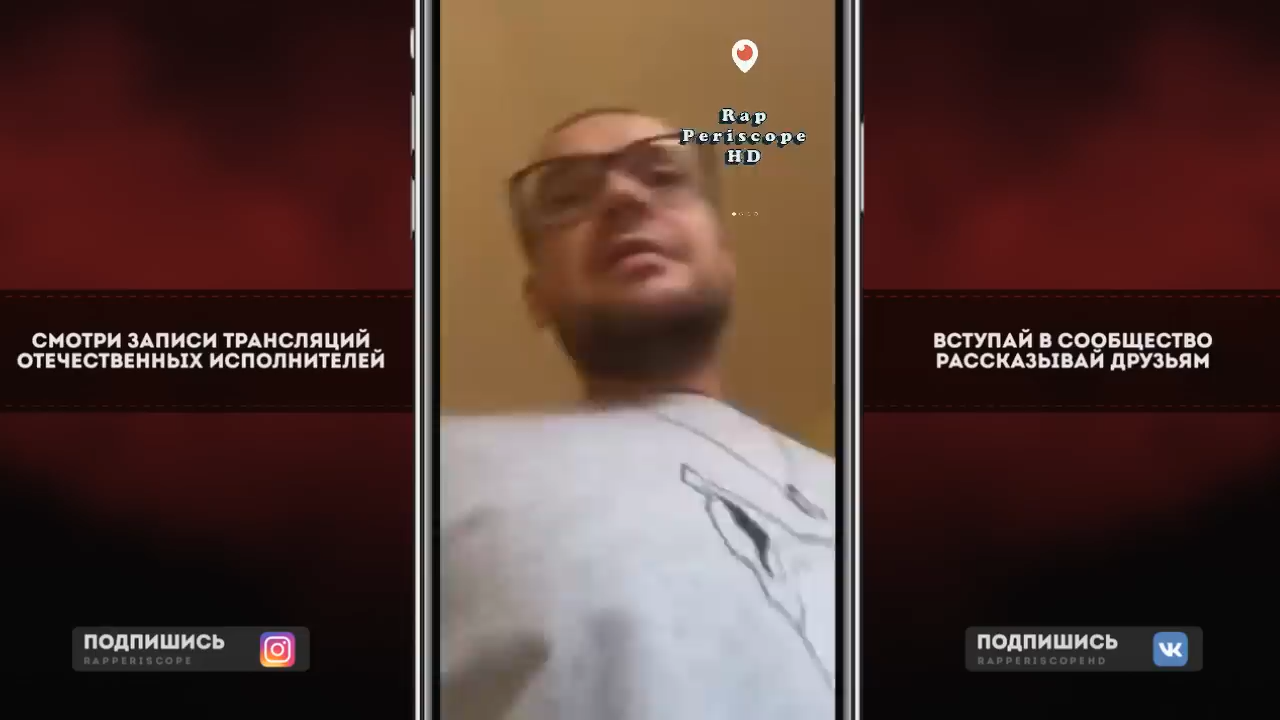 Rap
Periscope
HD
СМОТРИ ЗАПИСИ ТРАНСЛЯЦИЙ
ОТЕЧЕСТВЕННЫХ ИСПОЛНИТЕЛЕЙ
ВСТУПАЙ В СООБЩЕСТВО
РАССКАЗЫВАЙ ДРУЗЬЯМ
ПОДПИШИСЬ
RAPPERISCOPE
ПОДПИШИСЬ
RAPPERISCOPEHD